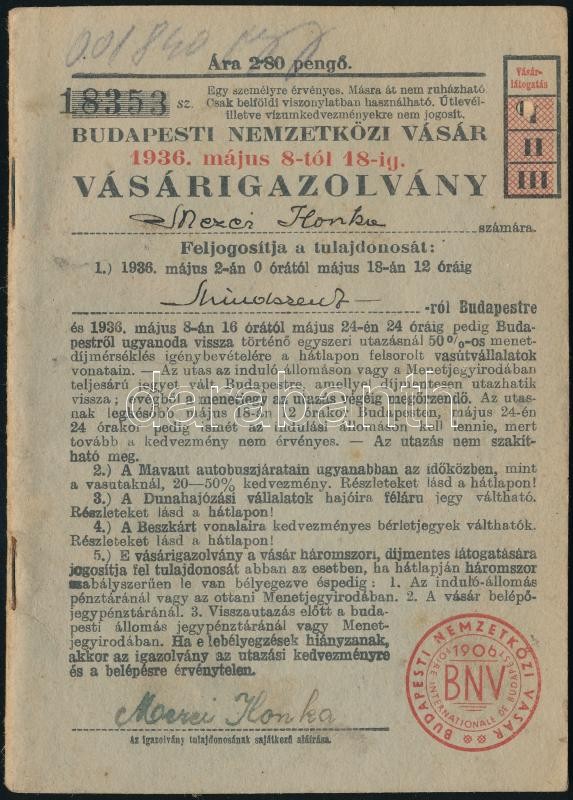 001840
Ára 2·80 pengő.
18353 sz.
Egy személyre érvényes. Másra át nem ruházható.
Csak belföldi viszonylatban használható. Útlevél-
illetve vízumkedvezményekre nem jogosít.
Vásár-
látogatás
II
III
BUDAPESTI NEMZETKÖZI VÁSÁR
1936. május 8-tól 18-ig.
VÁSÁRIGAZOLVÁNY
Mezei Ilonka számára.
Feljogosítja a tulajdonosát:
1.) 1936. május 2-án 0 órától május 18-án 12 óráig
Mindszent -ról Budapestre
és 1936. május 8-án 16 órától május 24-én 24 óráig pedig Buda-
pestről ugyanoda vissza történő egyszeri utazásnál 50%-os menet-
díjmérséklés igénybevételére a hátlapon felsorolt vasútvállalatok
vonatain. — Az utas az induló-állomáson vagy a Menetjegyirodában
teljesárú jegyet vált Budapestre, amellyel díjmentesen utazhatik
vissza;évégből a menetjegy az utazás végéig megőrzendő. Az utas-
nak legkésőbb május 18-án 12 órakor Budapesten, május 24-én
24 órakor pedig ismét az indulási állomáson kell lennie, mert
tovább a kedvezmény nem érvényes. — Az utazás nem szakít-
ható meg.
2.) A Mavaut autobuszjáratain ugyanabban az időközben, mint
a vasutaknál, 20—50% kedvezmény. Részleteket lásd a hátlapon!
3.) A Dunahajózási vállalatok hajóira féláru jegy váltható.
Részleteket lásd a hátlapon!
4.) A Beszkárt vonalaira kedvezményes bérletjegyek válthatók.
Részleteket lásd a hátlapon!
5.) E vásárigazolvány a vásár háromszori, díjmentes látogatására
jogosítja fel tulajdonosát abban az esetben, ha hátlapján háromszor
szabályszerűen le van bélyegezve éspedig: 1. Az induló-állomás
pénztáránál vagy az ottani Menetjegyirodában. 2. A vásár belépő-
jegypénztáránál. 3. Visszautazás előtt a buda-
pesti állomás jegypénztáránál vagy Menet-
jegyirodában. Ha e lebélyegzések hiányzanak,
akkor az igazolvány az utazási kedvezményre
és a belépésre érvénytelen.
BUDAPESTI NEMZETKÖZI VÁSÁR
1906
BNV
FOIRE INTERNATIONALE DE BUDAPEST
Mezei Ilonka
Az igazolvány tulajdonosának sajátkezű aláírása.
darabanth.com